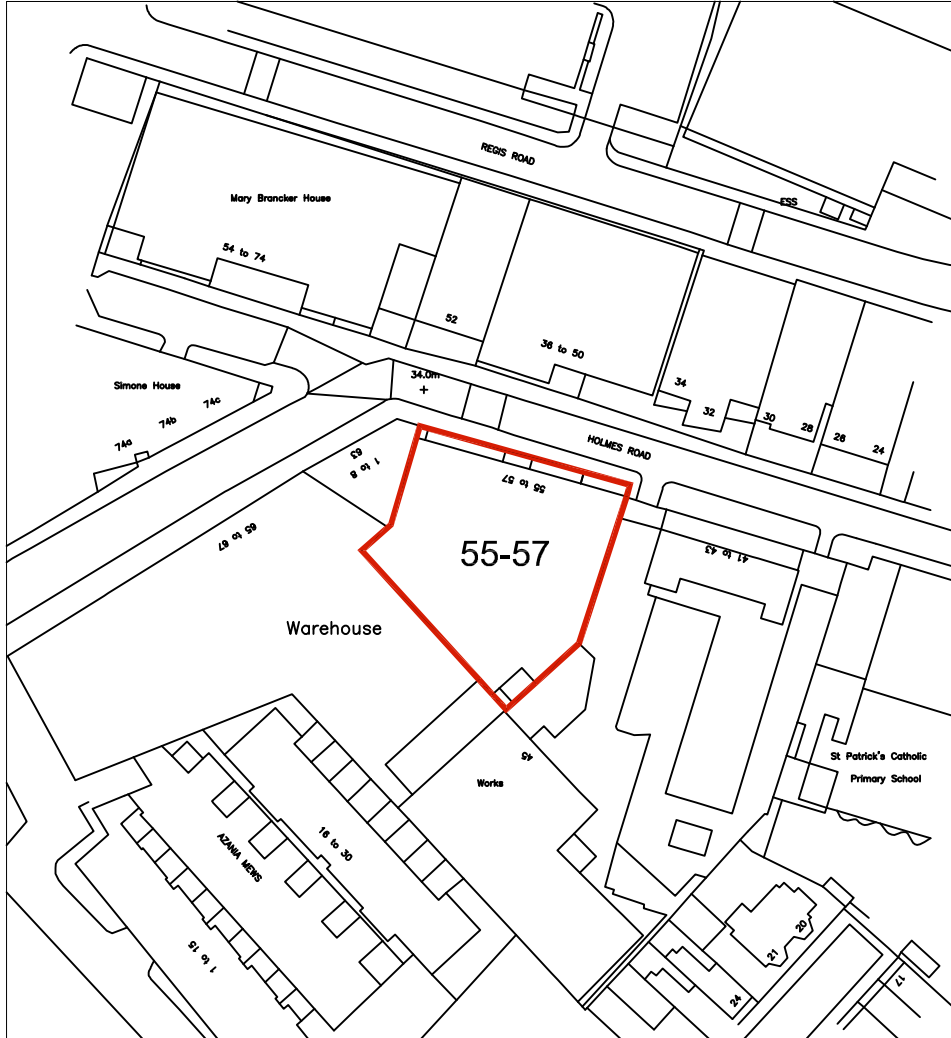 REGIS ROAD
Mary Brancker House
ESS
54 to 74
52
36 to 50
34.0m
34
32
30
28
26
24
Simone House
74a
74b
74c
HOLMES ROAD
1 to 8
63
55 to 57
65 to 67
55-57
41 to 43
Warehouse
45
Works
St Patrick's Catholic
Primary School
16 to 30
AZANIA MEWS
1 to 15
20
21
24
17